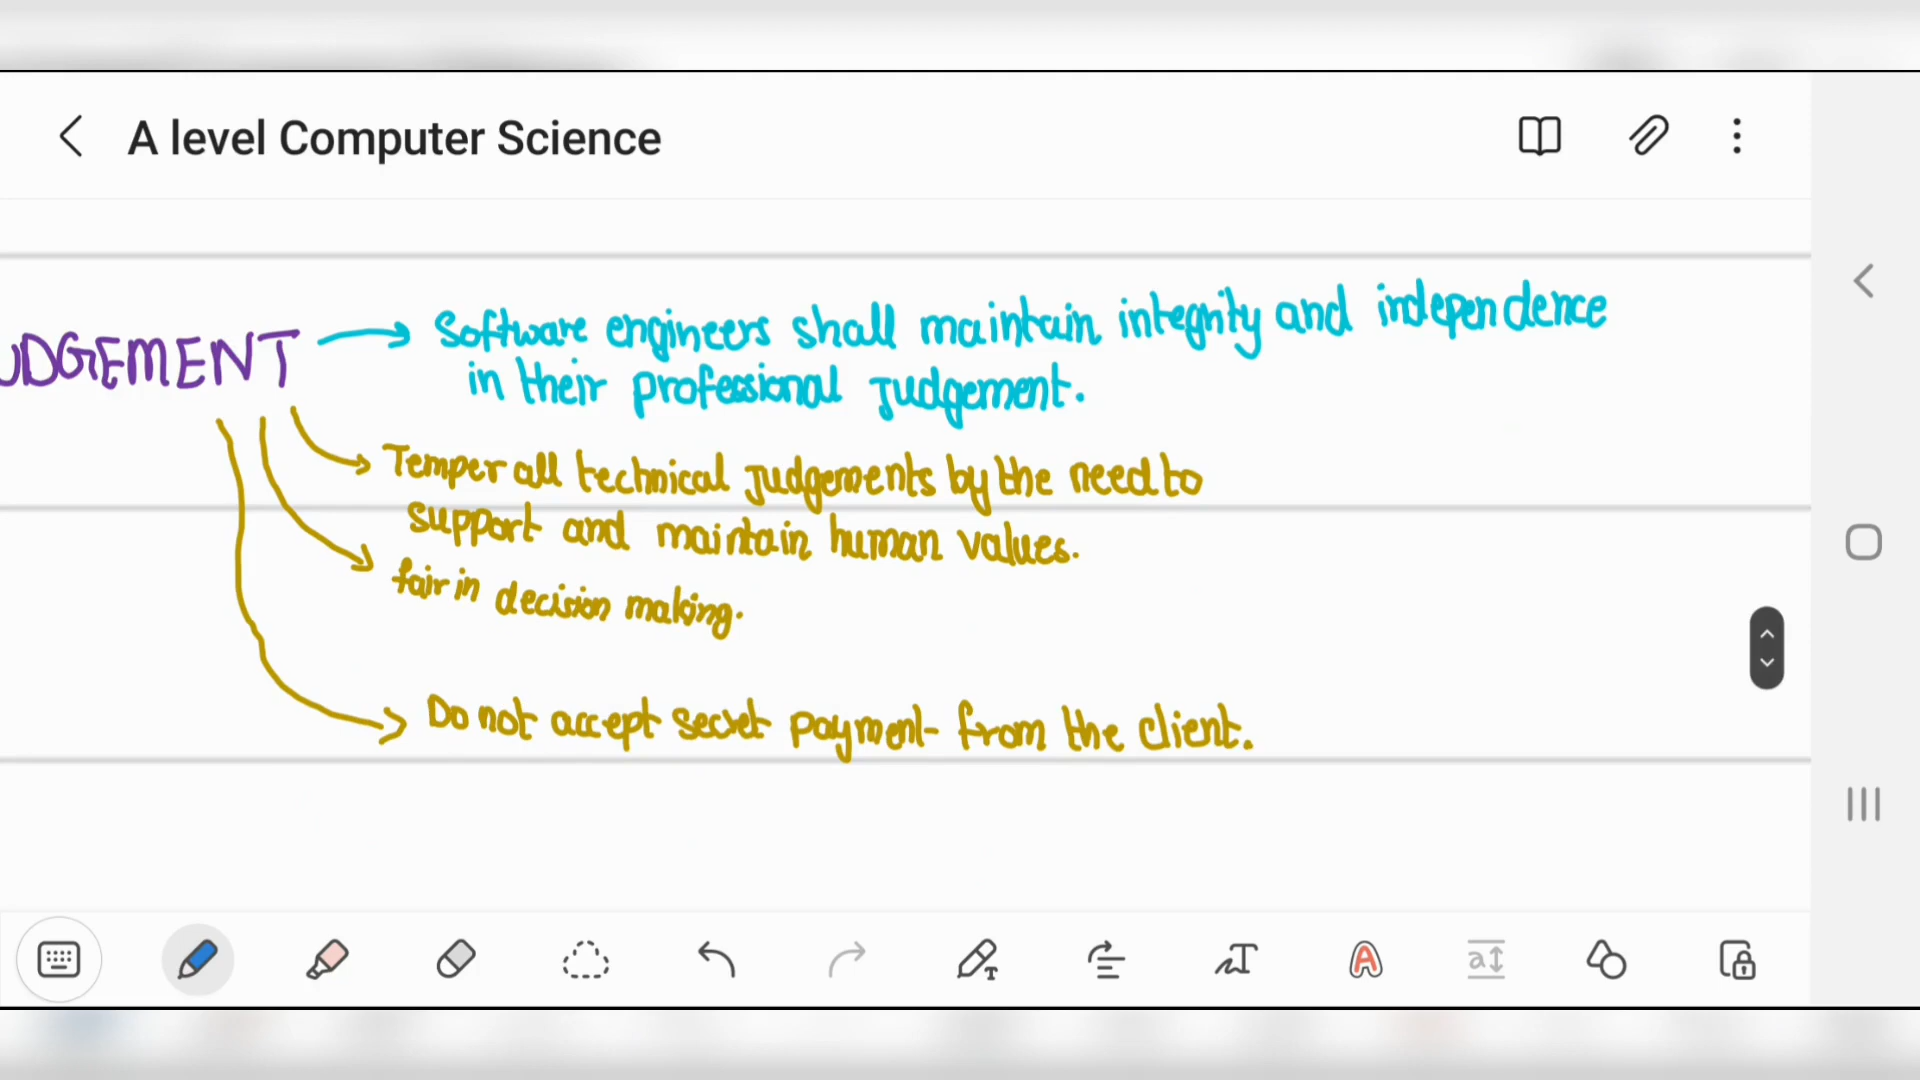 A level Computer Science
UDGEMENT
Software engineers shall maintain integrity and independence
in their professional judgement.
Temper all technical judgements by the need to
support and maintain human values.
fair in decision making.
Do not accept secret payment from the client.